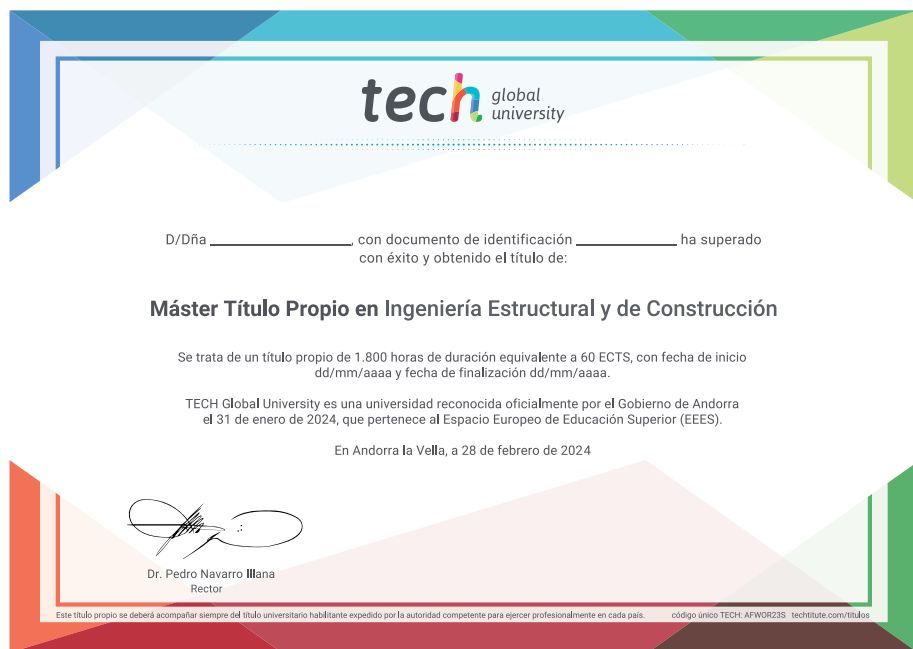 tech global university
D/Dña ______________, con documento de identificación __________ ha superado
con éxito y obtenido el título de:
Máster Título Propio en Ingeniería Estructural y de Construcción
Se trata de un título propio de 1.800 horas de duración equivalente a 60 ECTS, con fecha de inicio
dd/mm/aaaa y fecha de finalización dd/mm/aaaa.
TECH Global University es una universidad reconocida oficialmente por el Gobierno de Andorra
el 31 de enero de 2024, que pertenece al Espacio Europeo de Educación Superior (EEES).
En Andorra la Vella, a 28 de febrero de 2024
Dr. Pedro Navarro Illana
Rector
Este título propio se deberá acompañar siempre del título universitario habilitante expedido por la autoridad competente para ejercer profesionalmente en cada país. código único TECH: AFWOR23S techtitute.com/titulos